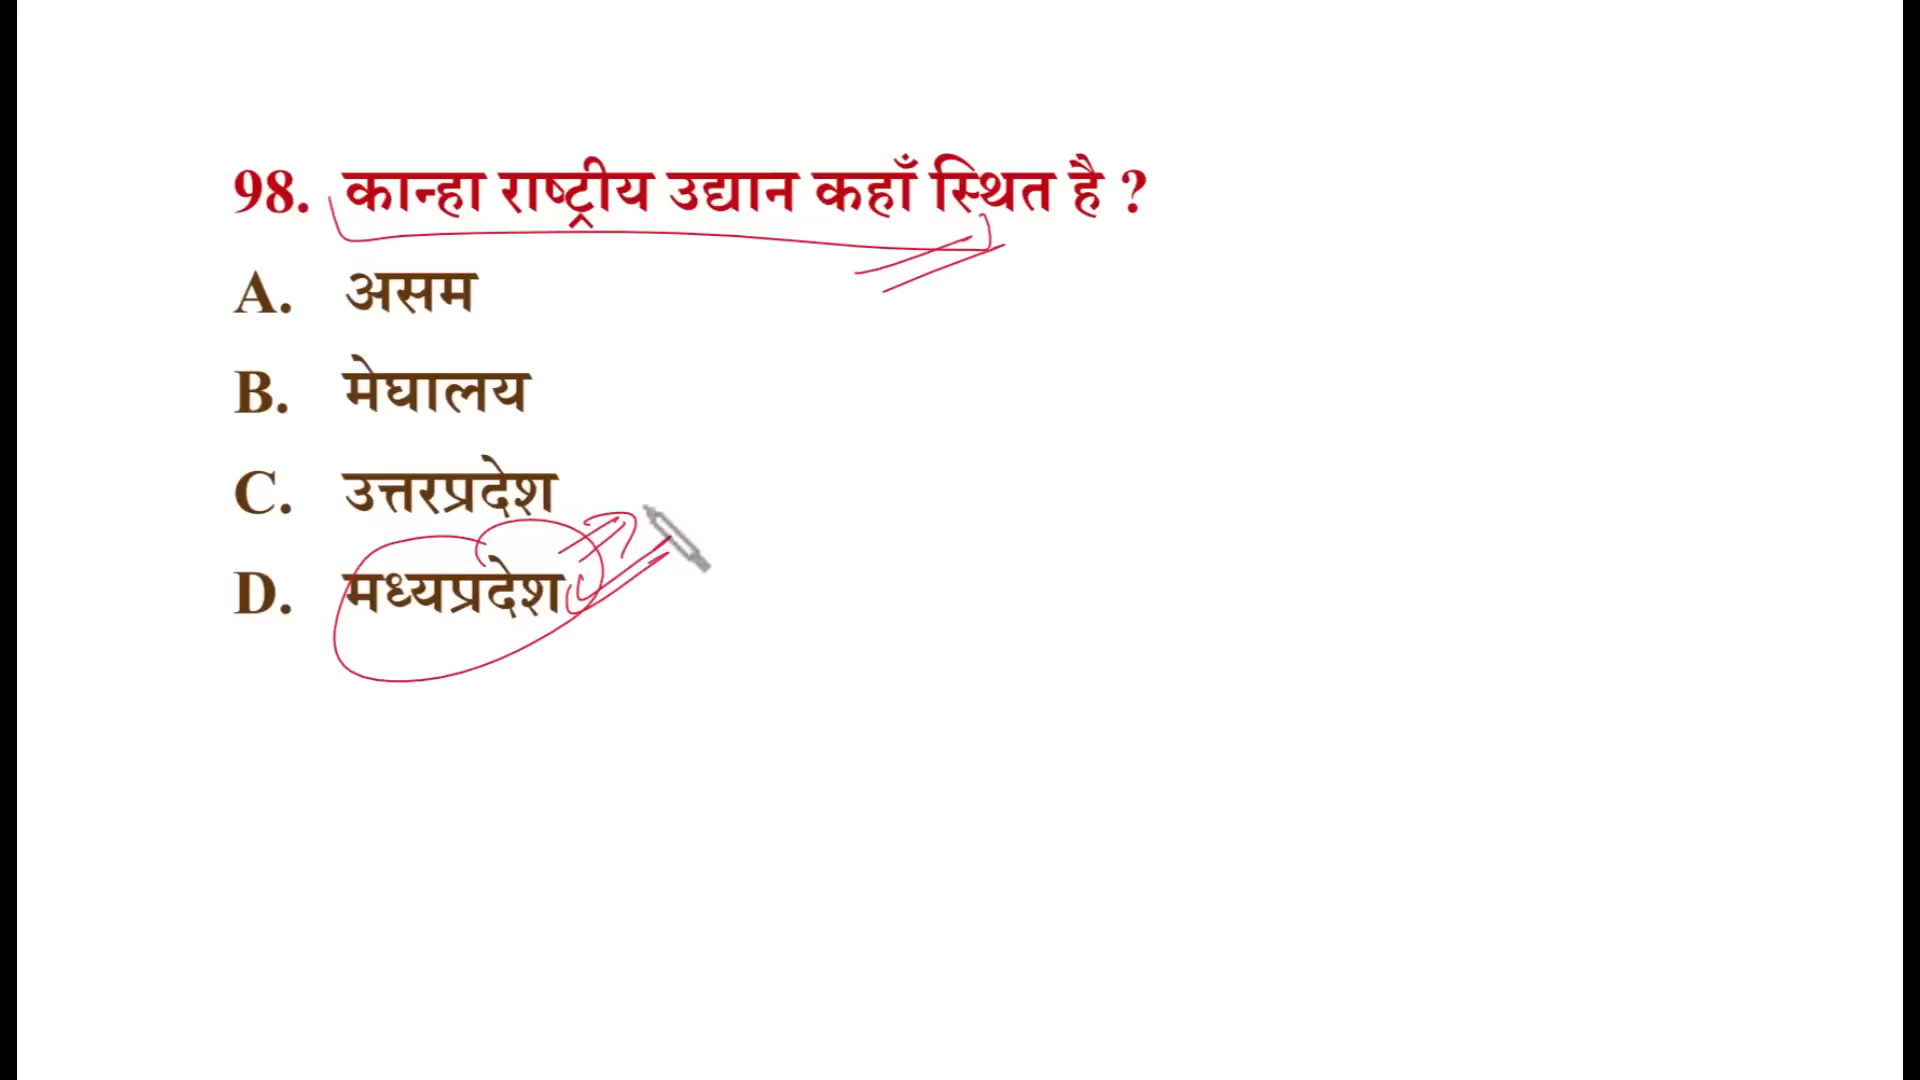 98. कान्हा राष्ट्रीय उद्यान कहाँ स्थित है ?
A. असम
B. मेघालय
C. उत्तरप्रदेश
D. मध्यप्रदेश